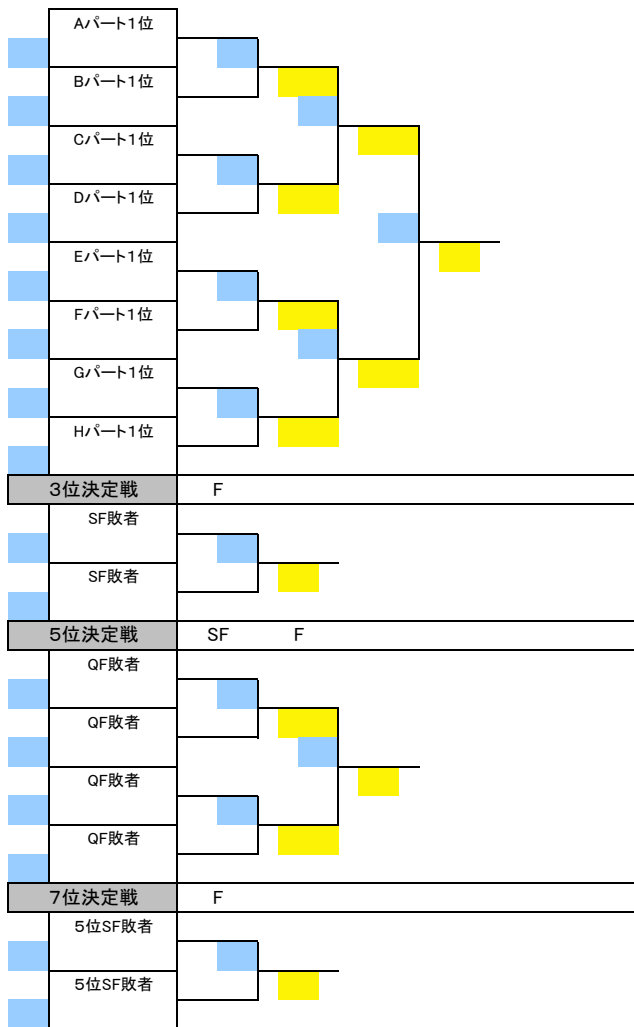 Aパート1位
Bパート1位
Cパート1位
Dパート1位
Eパート1位
Fパート1位
Gパート1位
Hパート1位
3位決定戦 F
SF敗者
SF敗者
5位決定戦 SF F
QF敗者
QF敗者
QF敗者
QF敗者
7位決定戦 F
5位SF敗者
5位SF敗者